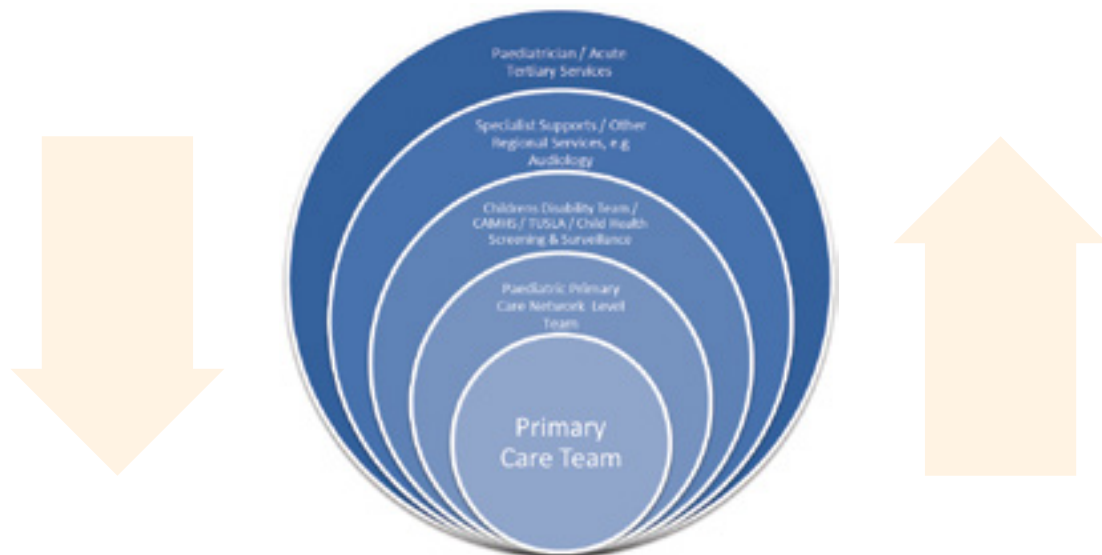 Paediatrician / Acute
Tertiary Services
Specialist Supports / Other
Regional Services, e.g
Audiology
Childrens Disability Team /
CAMHS / TUSLA / Child Health
Screening & Surveillance
Paediatric Primary
Care Network Level
Team
Primary
Care Team